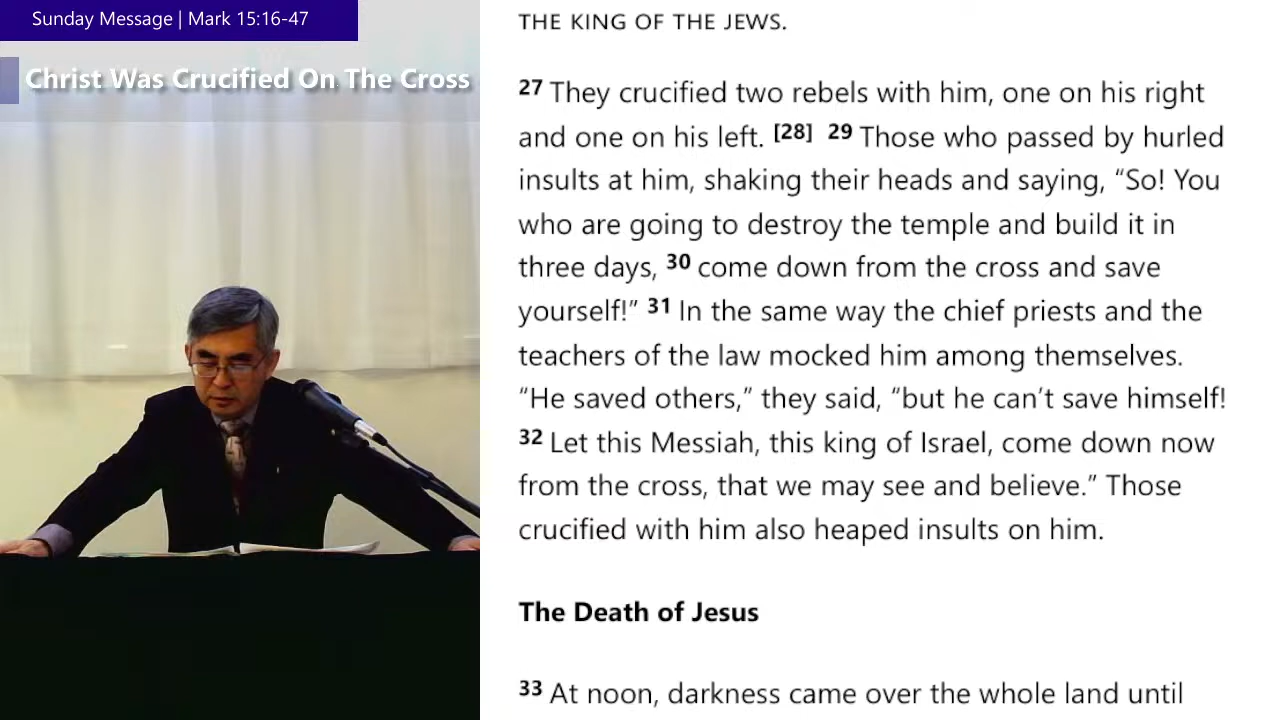 Sunday Message | Mark 15:16-47
Christ Was Crucified On The Cross
THE KING OF THE JEWS.
27 They crucified two rebels with him, one on his right
and one on his left. [28] 29 Those who passed by hurled
insults at him, shaking their heads and saying, “So! You
who are going to destroy the temple and build it in
three days, 30 come down from the cross and save
yourself!” 31 In the same way the chief priests and the
teachers of the law mocked him among themselves.
“He saved others,” they said, “but he can’t save himself!
32 Let this Messiah, this king of Israel, come down now
from the cross, that we may see and believe.” Those
crucified with him also heaped insults on him.
The Death of Jesus
33 At noon, darkness came over the whole land until